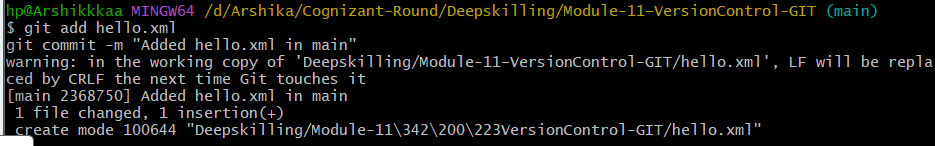 hp@Arshikkkaa MINGW64 /d/Arshika/Cognizant-Round/Deepskilling/Module-11-VersionControl-GIT (main)
$ git add hello.xml
git commit -m "Added hello.xml in main"
warning: in the working copy of 'Deepskilling/Module-11-VersionControl-GIT/hello.xml', LF will be repla
ced by CRLF the next time Git touches it
[main 2368750] Added hello.xml in main
 1 file changed, 1 insertion(+)
 create mode 100644 "Deepskilling/Module-11\342\200\223VersionControl-GIT/hello.xml"